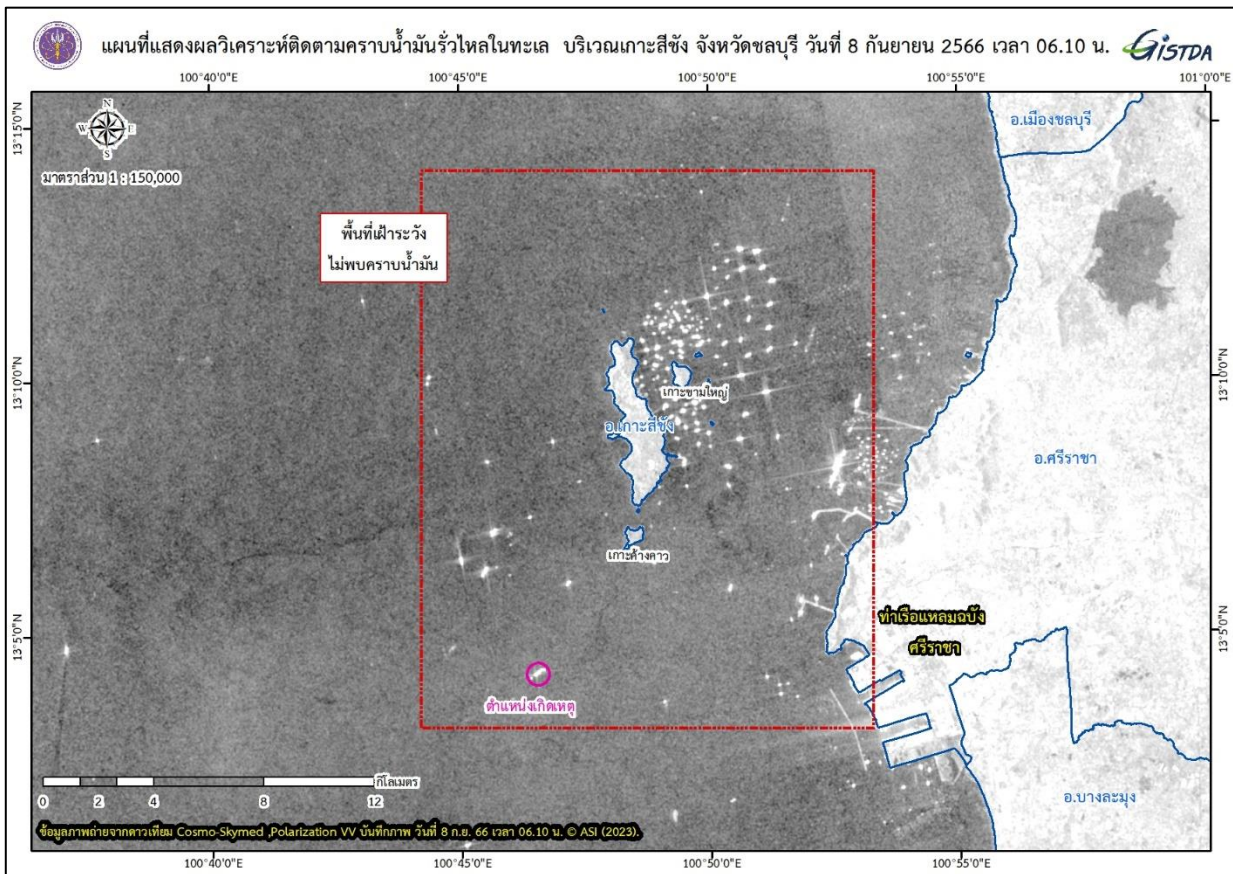 แผนที่แสดงผลวิเคราะห์ติดตามคราบน้ำมันรั่วไหลในทะเล บริเวณเกาะสีชัง จังหวัดชลบุรี วันที่ 8 กันยายน 2566 เวลา 06.10 น.
GISTDA
100°40'0"E 100°45'0"E 100°50'0"E 100°55'0"E 101°0'0"E
N
W E
S
13°15'0"N
มาตราส่วน 1 : 150,000
อ.เมืองชลบุรี
พื้นที่เฝ้าระวัง
ไม่พบคราบน้ำมัน
13°10'0"N
13°10'0"N
เกาะขามใหญ่
อ.เกาะสีชัง
อ.ศรีราชา
เกาะค้างคาว
13°5'0"N
13°5'0"N
ท่าเรือแหลมฉบัง
ศรีราชา
ตำแหน่งเกิดเหตุ
กิโลเมตร
0 2 4 8 12
อ.บางละมุง
ข้อมูลภาพถ่ายจากดาวเทียม Cosmo-Skymed ,Polarization VV บันทึกภาพ วันที่ 8 ก.ย. 66 เวลา 06.10 น. © ASI (2023).
100°40'0"E 100°45'0"E 100°50'0"E 100°55'0"E